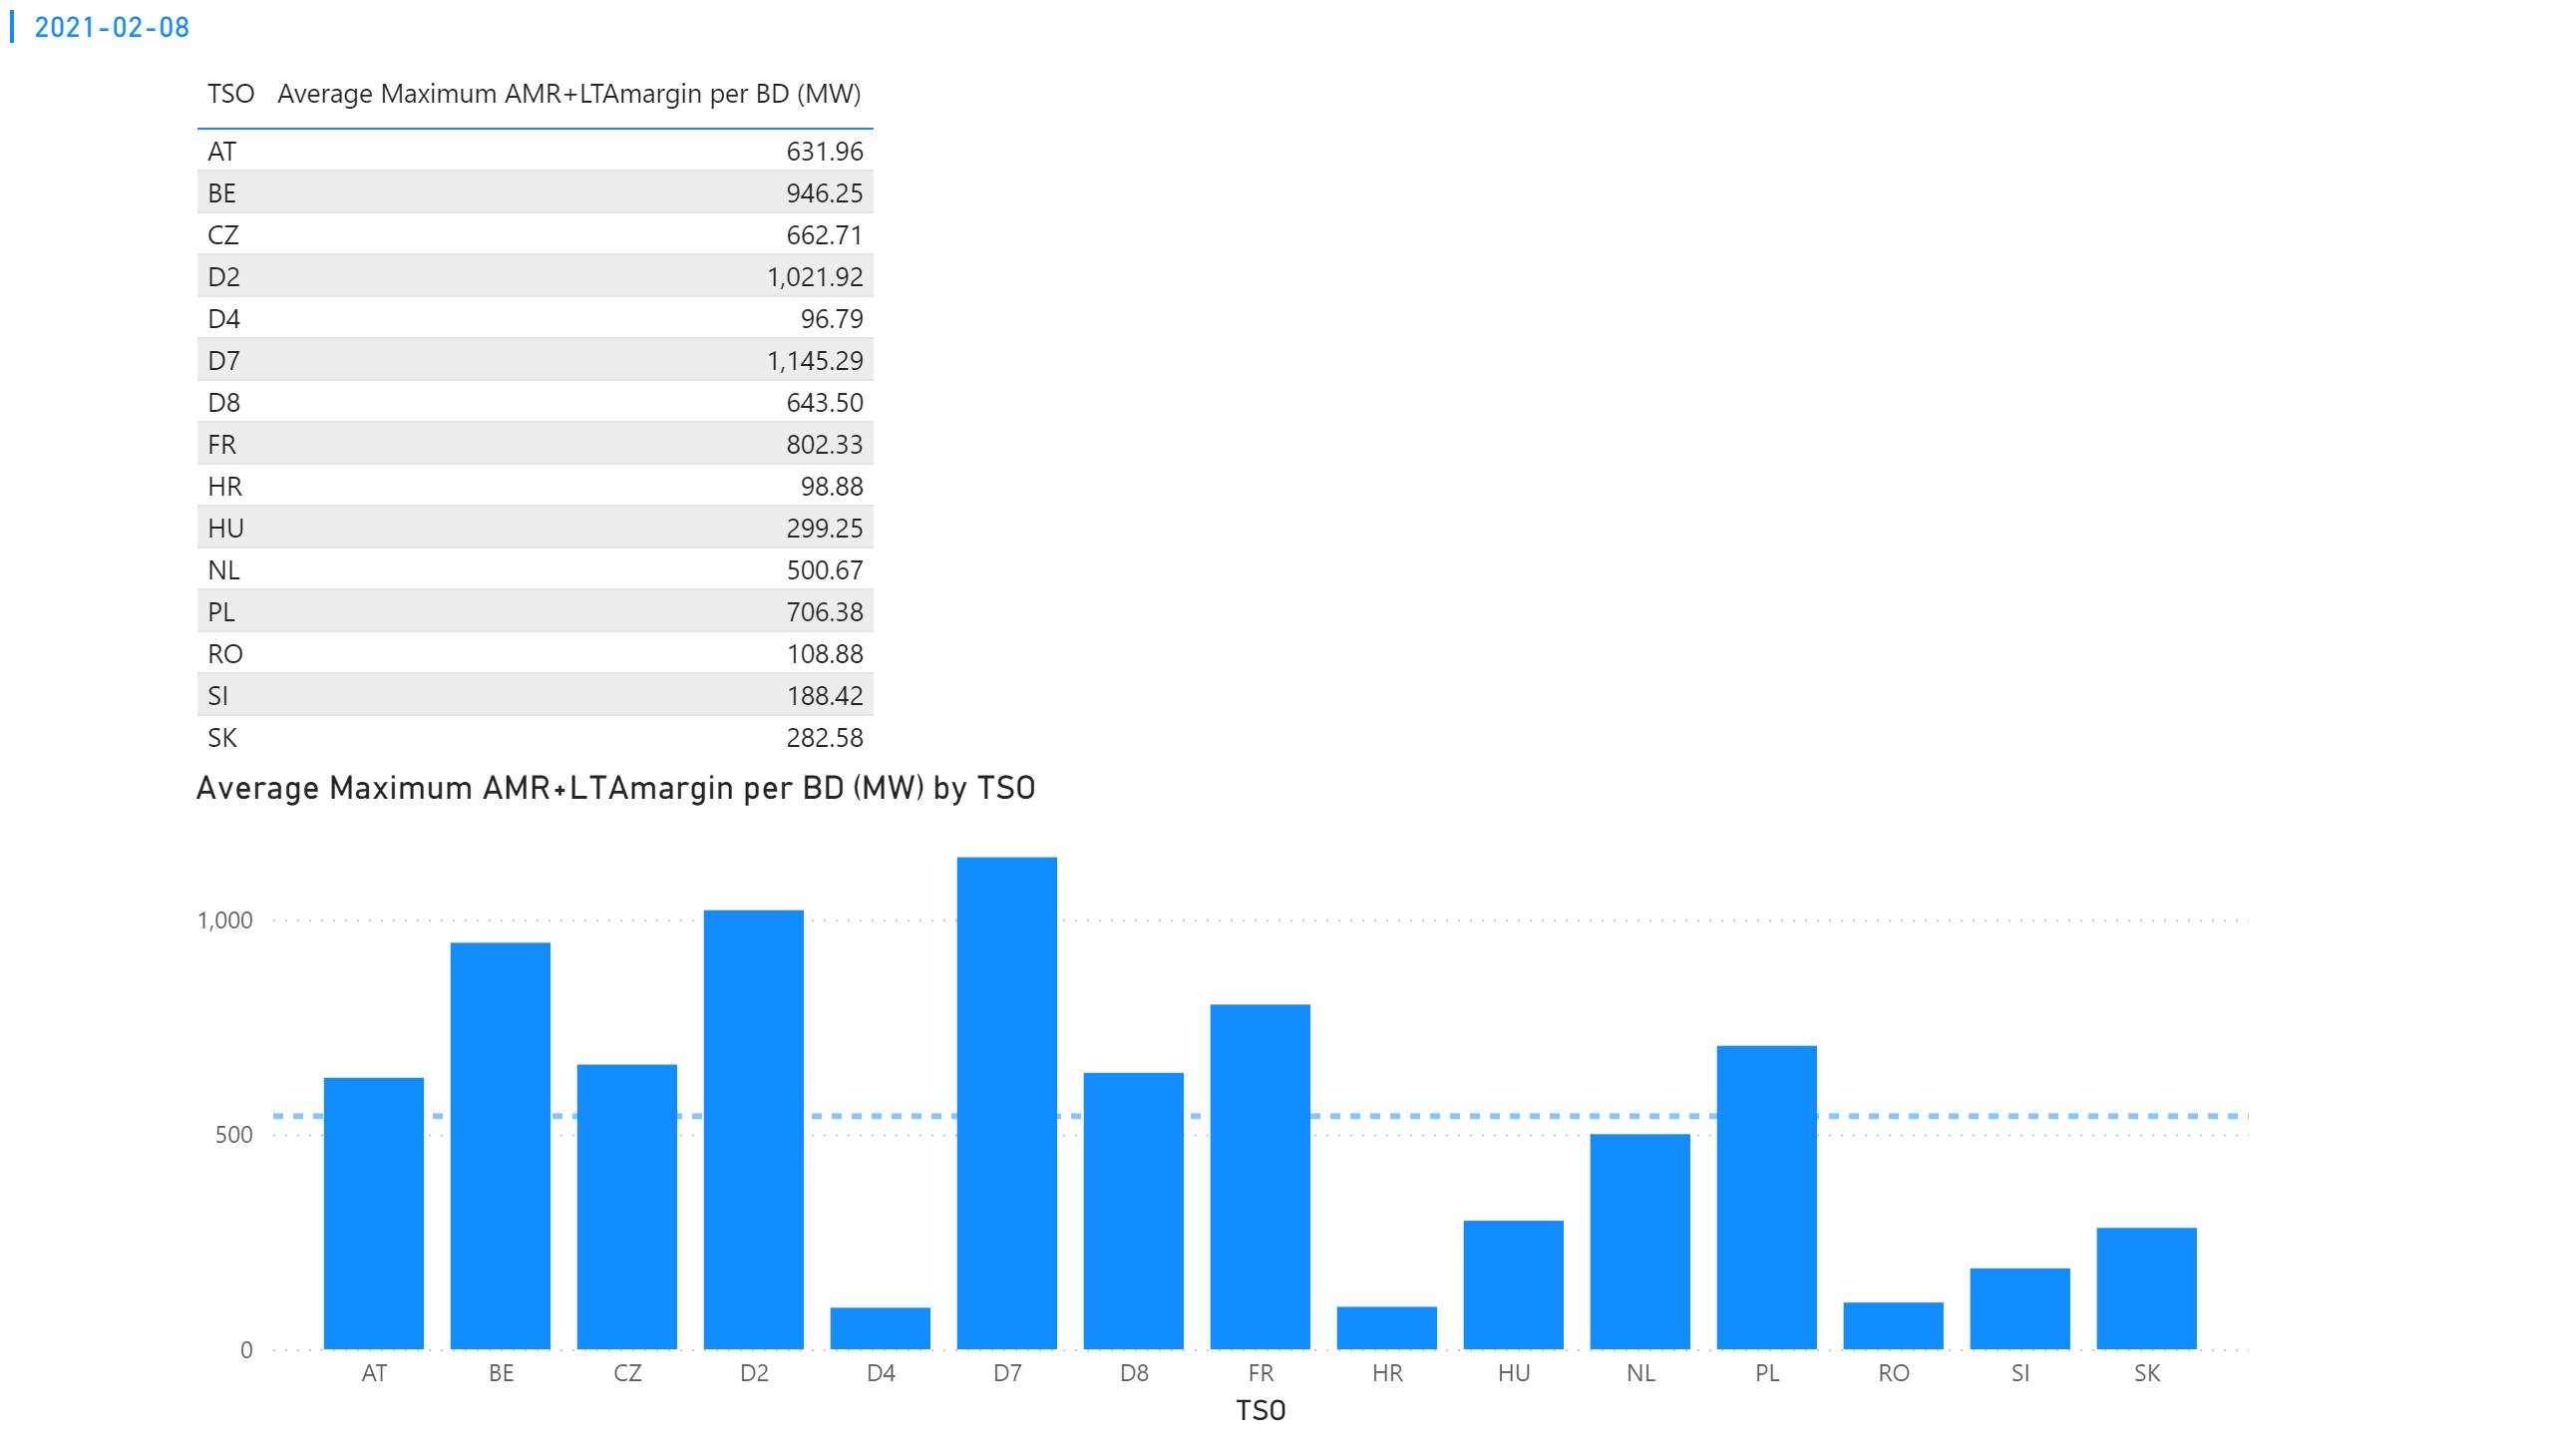 2021-02-08
TSO Average Maximum AMR+LTAmargin per BD (MW)
AT 631.96
BE 946.25
CZ 662.71
D2 1,021.92
D4 96.79
D7 1,145.29
D8 643.50
FR 802.33
HR 98.88
HU 299.25
NL 500.67
PL 706.38
RO 108.88
SI 188.42
SK 282.58
Average Maximum AMR+LTAmargin per BD (MW) by TSO
1,000
500
0
AT BE CZ D2 D4 D7 D8 FR HR HU NL PL RO SI SK
TSO